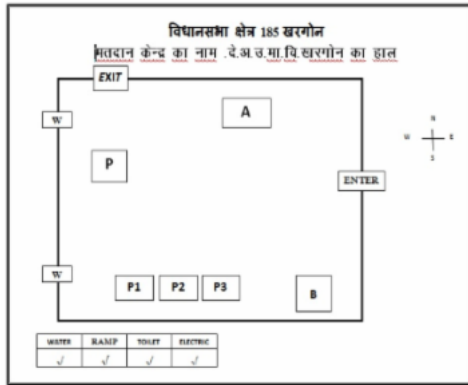 विधानसभा क्षेत्र 185 खरगोन
मतदान केन्द्र का नाम .दे.अ.उ.मा.वि.खरगोन का हाल
EXIT
A
W
N
W E
S
P
ENTER
W
P1 P2 P3
B
WATER RAMP TOILET ELECTRIC
√ √ √ √